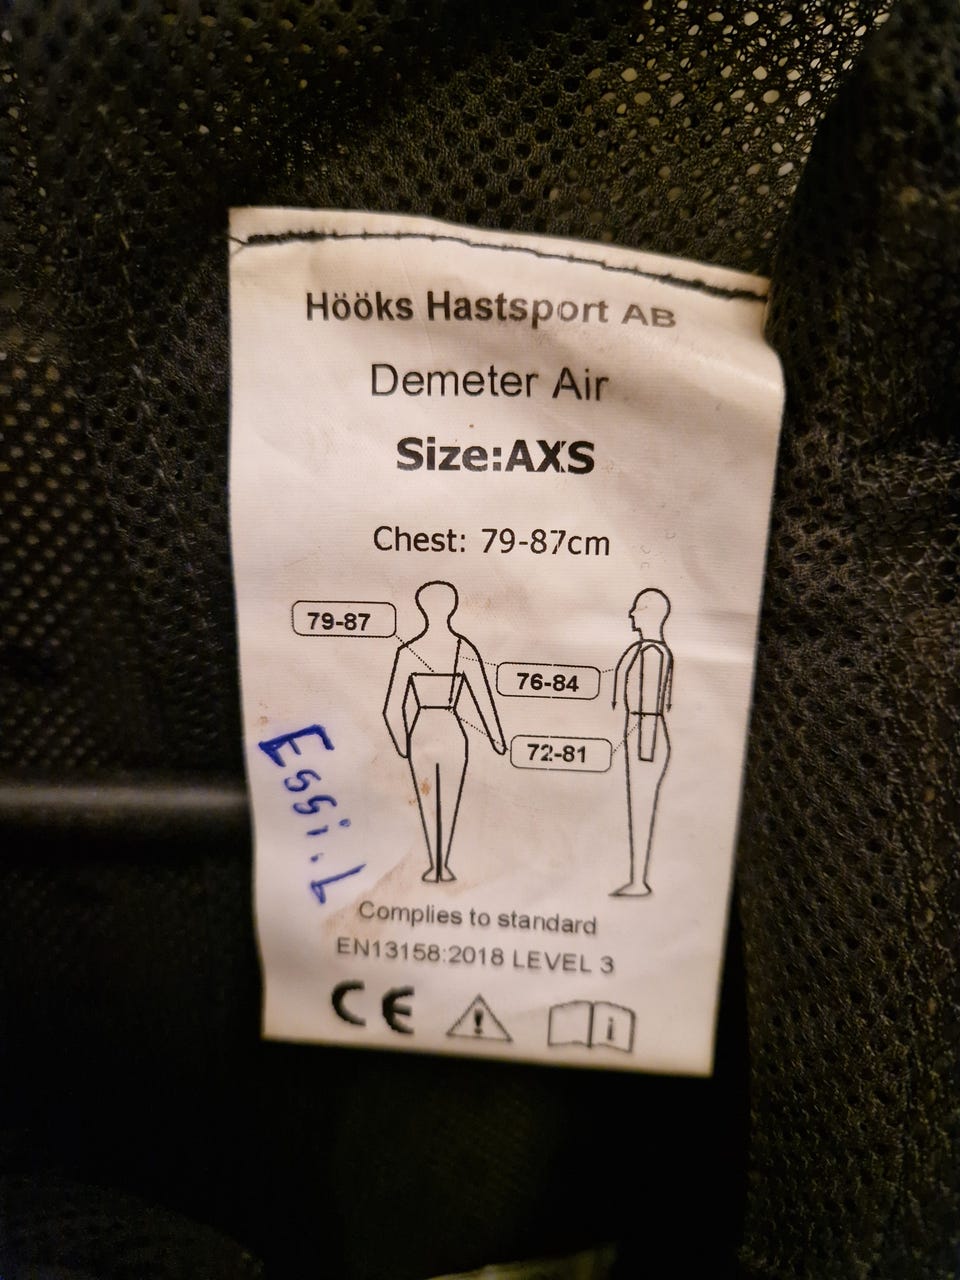 Hööks Hastsport AB
Demeter Air
Size:AXS
Chest: 79-87cm
79-87
76-84
72-81
Essi.L
Complies to standard
EN13158:2018 LEVEL 3
CE